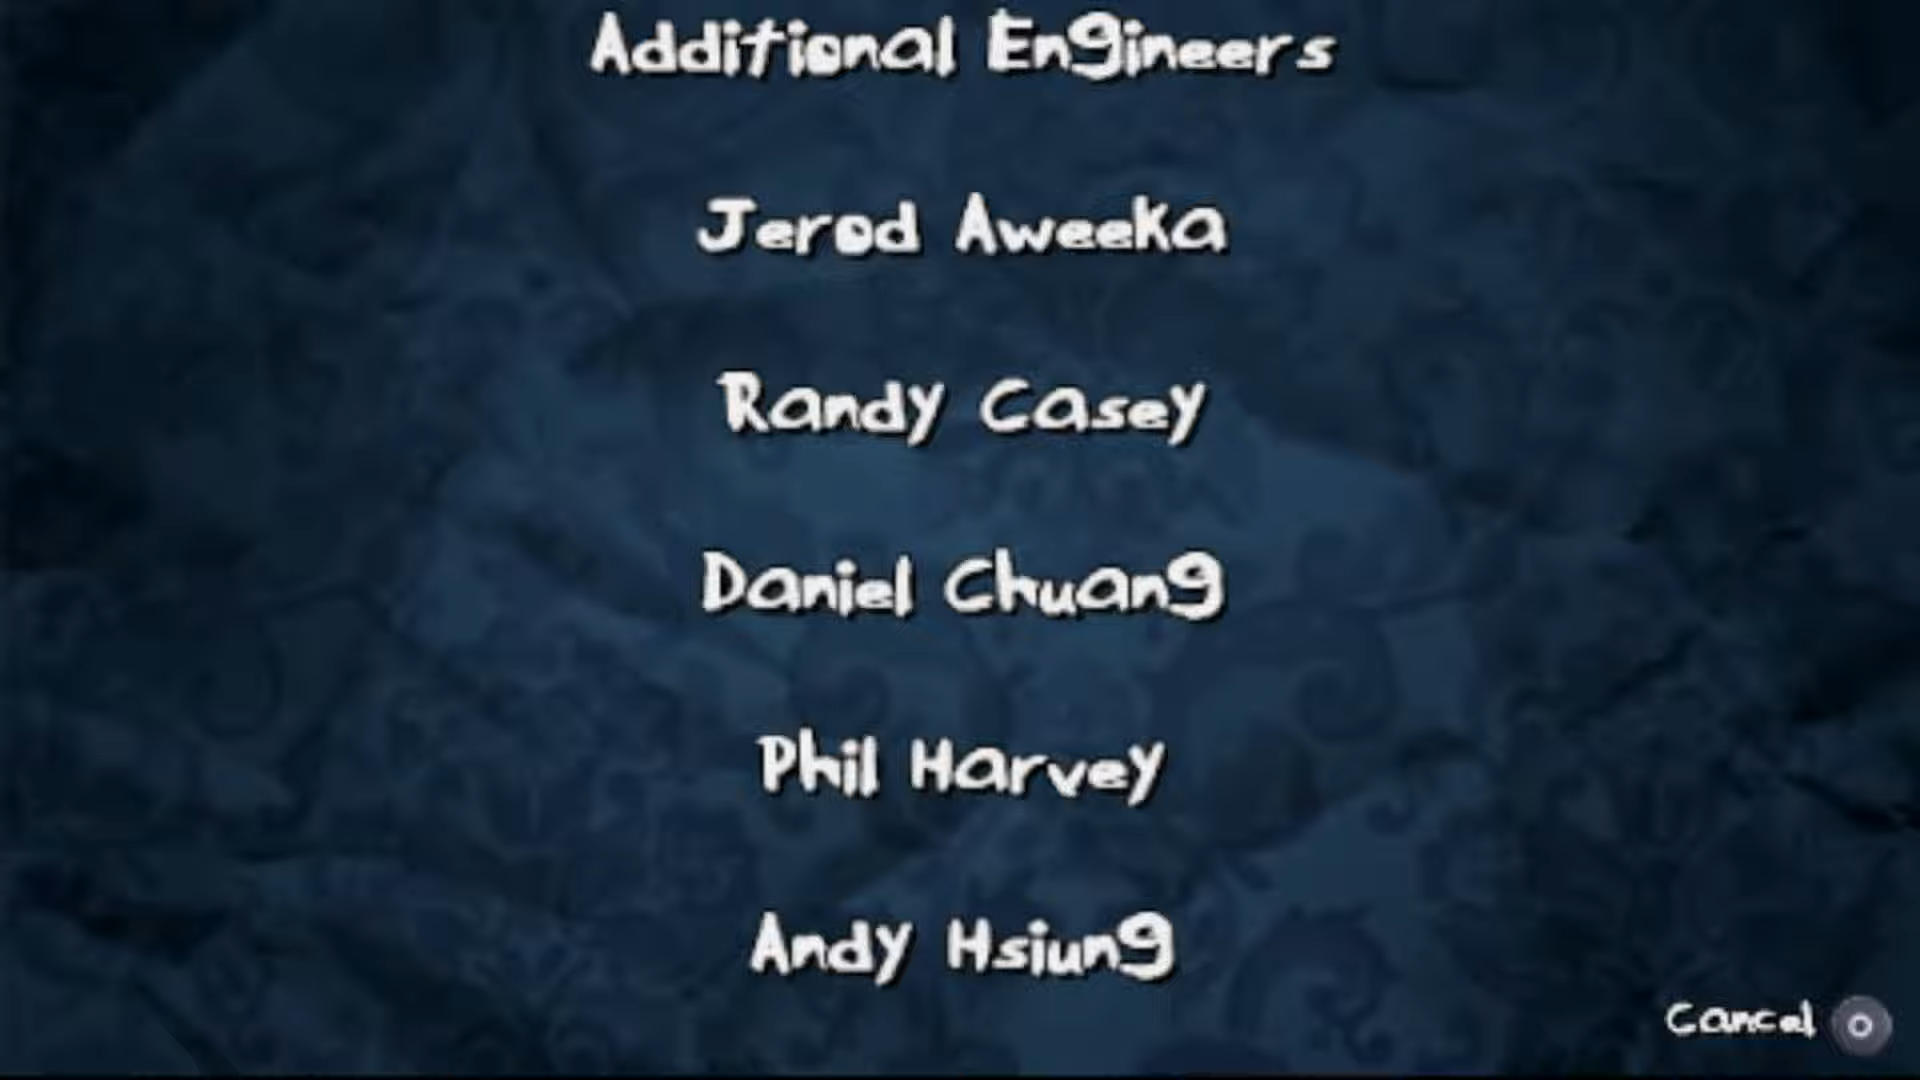 Additional Engineers
Jerod Aweeka
Randy Casey
Daniel Chuang
Phil Harvey
Andy Hsiung
Cancel